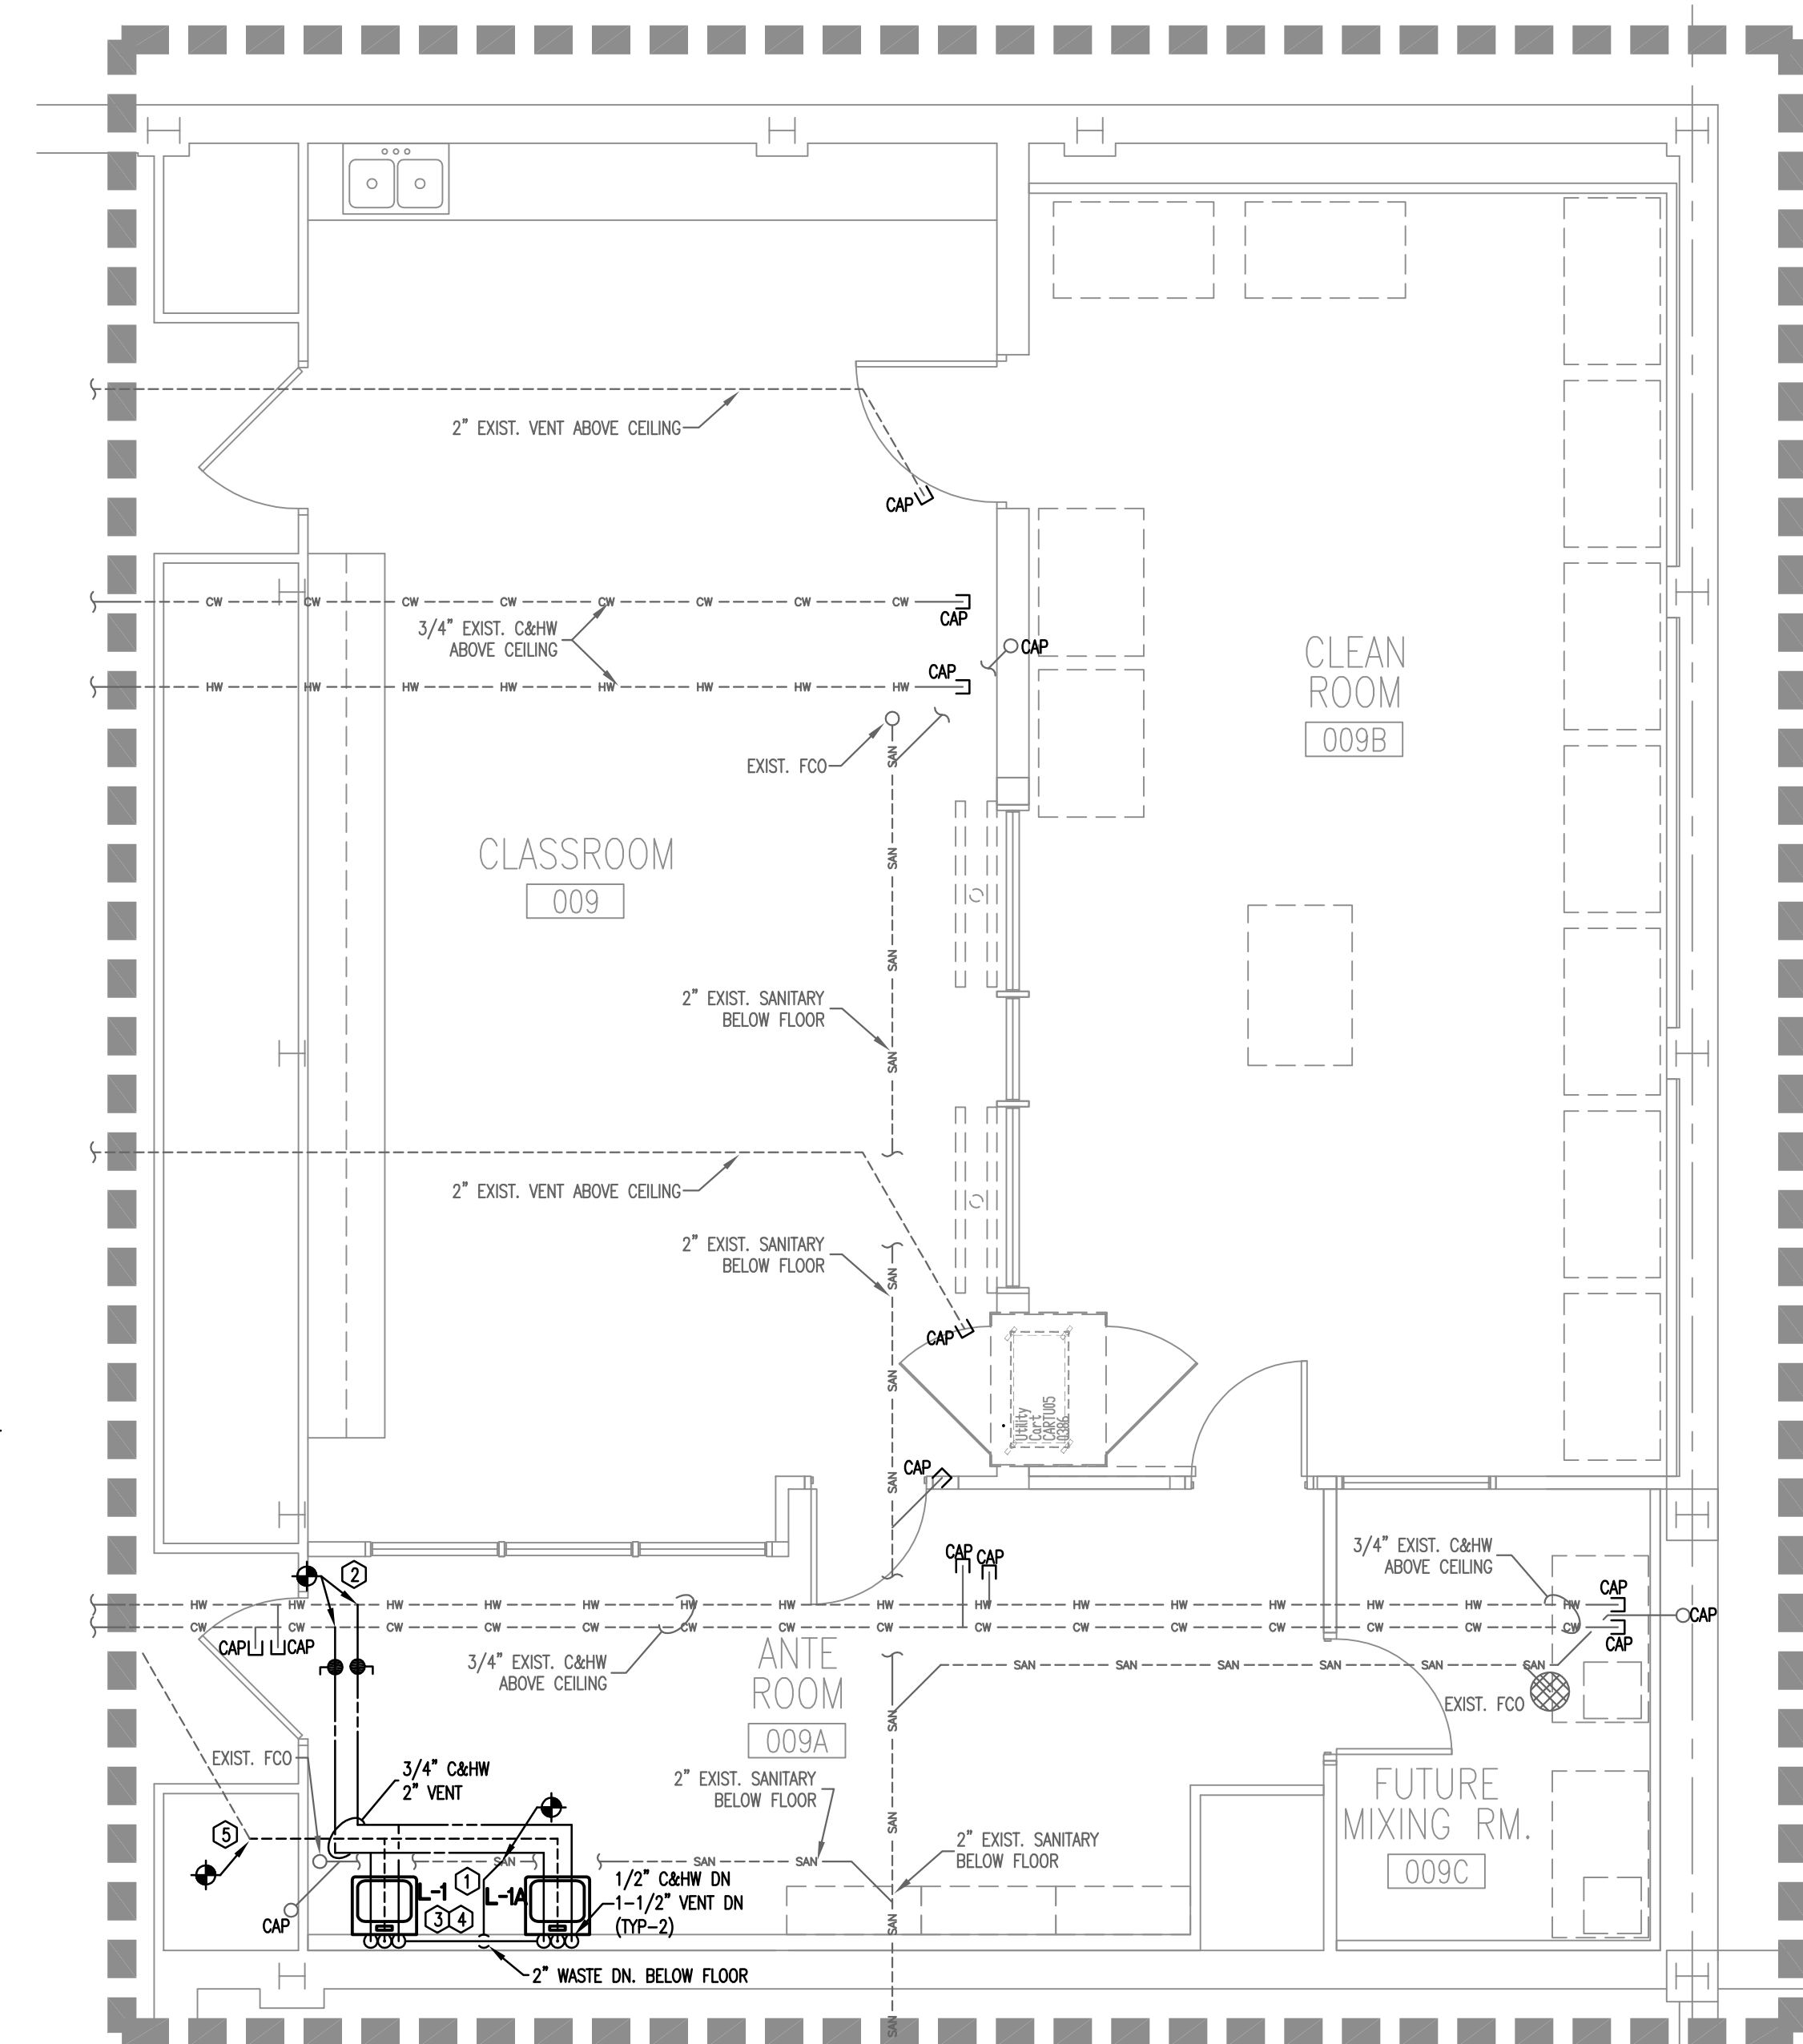 2" EXIST. VENT ABOVE CEILING
CAP
CW CW CW CW CW CW CW CW
CAP
3/4" EXIST. C&HW
ABOVE CEILING
CAP
CAP
HW HW HW HW HW HW HW HW
CLEAN
ROOM
009B
EXIST. FCO
SAN
CLASSROOM
009
SAN
SAN
2" EXIST. SANITARY
BELOW FLOOR
SAN
2" EXIST. VENT ABOVE CEILING
2" EXIST. SANITARY
BELOW FLOOR
SAN
CAP
SAN
Utility
Cart
CARTU05
0386
CAP
SAN
3/4" EXIST. C&HW
ABOVE CEILING
CAP
CAP
2
CAP
HW HW HW HW HW HW HW HW HW HW HW HW HW HW HW
CAP
CW CW CW CW CW CW CW CW CW CW CW CW CW CW CW
CAP
CAP
CAP
3/4" EXIST. C&HW
ABOVE CEILING
ANTE
ROOM
009A
SAN SAN SAN SAN SAN SAN
EXIST. FCO
SAN
EXIST. FCO
3/4" C&HW
2" VENT
2" EXIST. SANITARY
BELOW FLOOR
FUTURE
MIXING RM.
009C
5
SAN
2" EXIST. SANITARY
BELOW FLOOR
SAN SAN SAN
1
L-1
L-1A
1/2" C&HW DN
1-1/2" VENT DN
(TYP-2)
3 4
CAP
SAN
2" WASTE DN. BELOW FLOOR
SAN